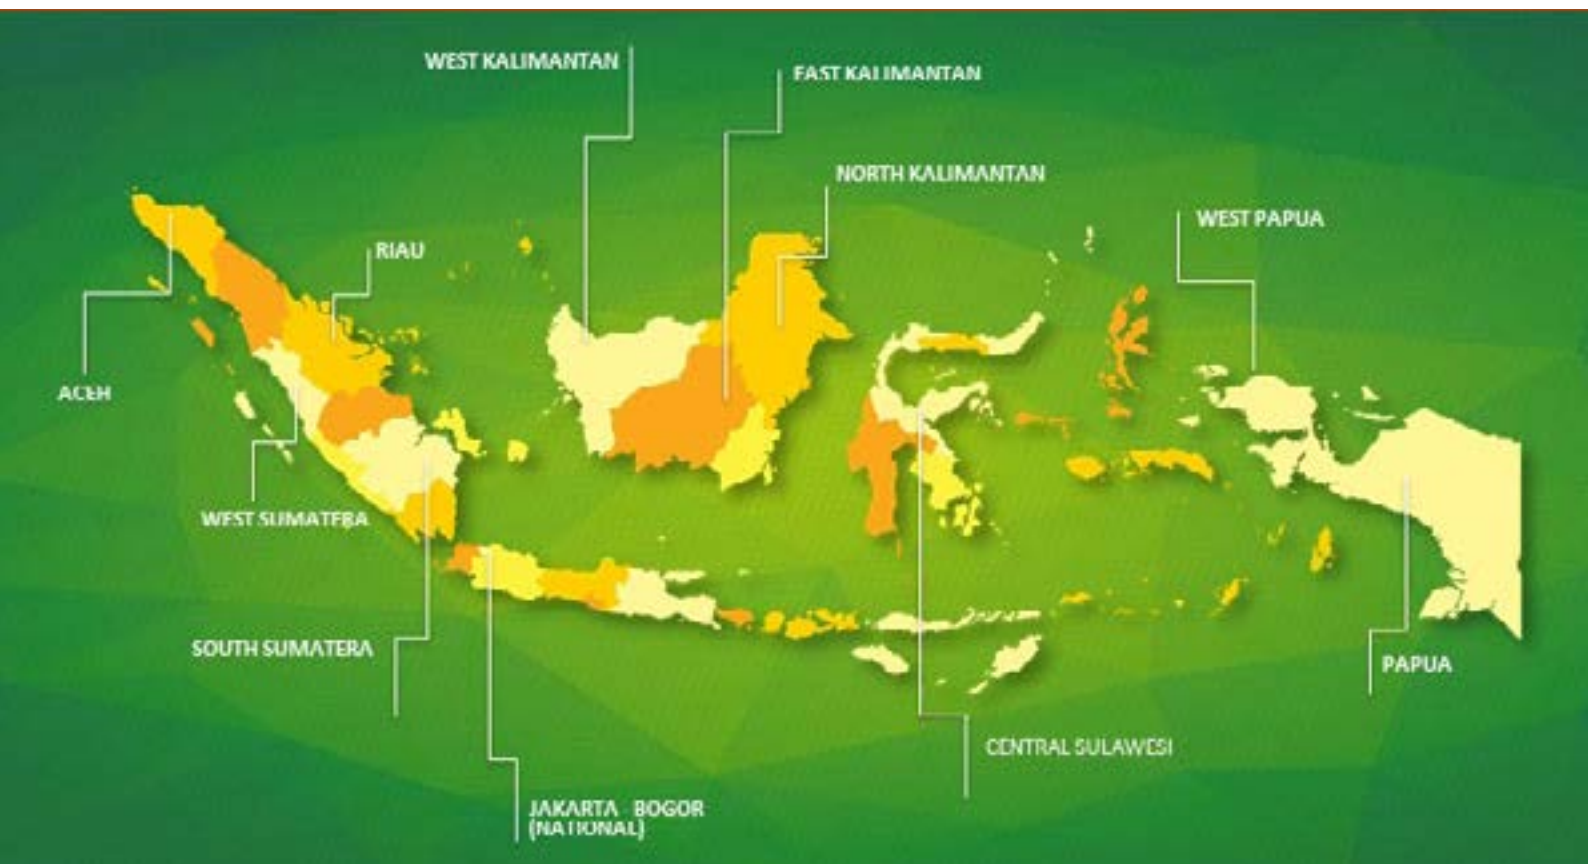 WEST KALIMANTAN
EAST KALIMANTAN
NORTH KALIMANTAN
WEST PAPUA
RIAU
ACEH
WEST SUMATERA
SOUTH SUMATERA
PAPUA
CENTRAL SULAWESI
JAKARTA BOGOR
(NATIONAL)